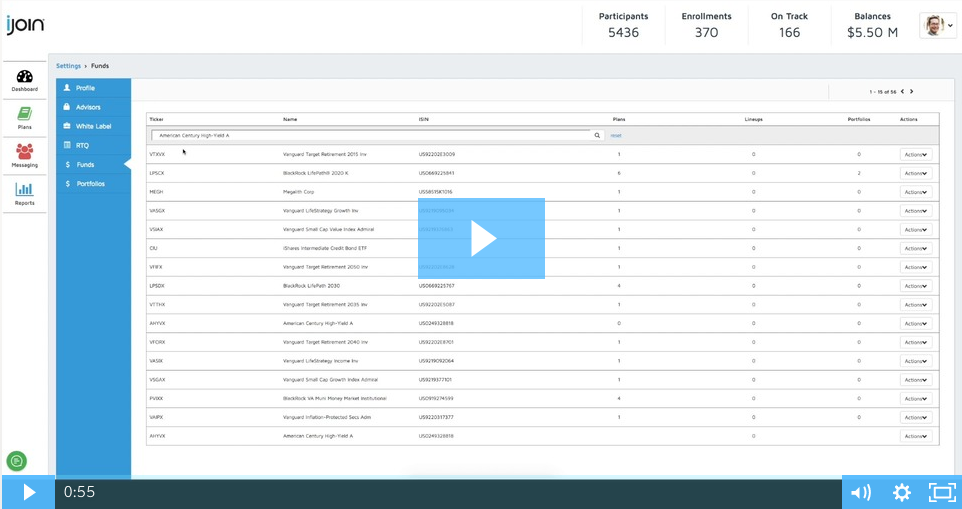 ijoin
Participants Enrollments On Track Balances
5436 370 166 $5.50 M
Settings › Funds
Dashboard
Plans
Messaging
Reports
Profile
Advisors
White Label
RTQ
$ Funds
$ Portfolios
1 - 15 of 56
Ticker Name ISIN Plans Lineups Portfolios Actions
American Century High-Yield A reset
VTXVX Vanguard Target Retirement 2015 Inv US92202E3009 1 0 0 Actions
LPSCX BlackRock LifePath® 2020 K US0669225841 6 0 2 Actions
MEGH Megalith Corp US58515K1016 1 0 0 Actions
VASGX Vanguard LifeStrategy Growth Inv 1 0 0 Actions
VSIAX Vanguard Small Cap Value Index Admiral 1 0 0 Actions
CIU iShares Intermediate Credit Bond ETF 1 0 0 Actions
VFIFX Vanguard Target Retirement 2050 Inv 1 0 0 Actions
LPSDX BlackRock LifePath 2030 US0669225767 4 0 0 Actions
VTTHX Vanguard Target Retirement 2035 Inv US92202E5087 1 0 0 Actions
AHYVX American Century High-Yield A US0249328818 0 0 0 Actions
VFORX Vanguard Target Retirement 2040 Inv US92202E8701 1 0 0 Actions
VASIX Vanguard LifeStrategy Income Inv US9219092064 1 0 0 Actions
VSGAX Vanguard Small Cap Growth Index Admiral US9219377101 1 0 0 Actions
PVIXX BlackRock VA Muni Money Market Institutional US0919274599 4 0 0 Actions
VAIPX Vanguard Inflation-Protected Secs Adm US9220317377 1 0 0 Actions
AHYVX American Century High-Yield A US0249328818 0 Actions
0:55